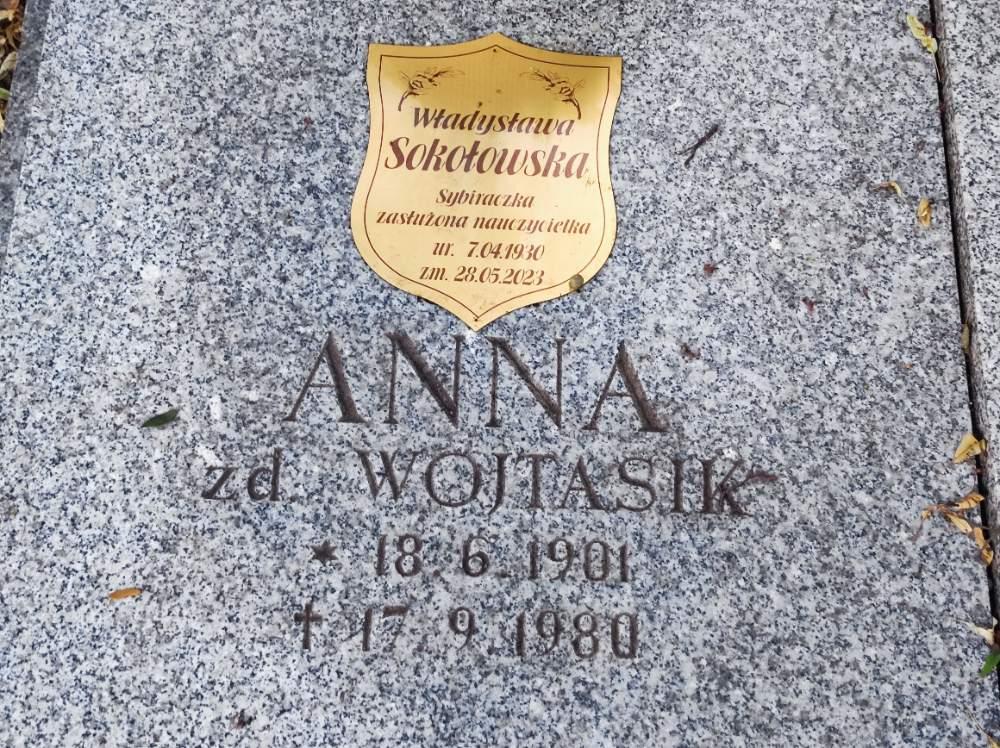 Władysława
Sokołowska
Sybiraczka
zasłużona nauczycielka
ur. 7.04.1930
zm. 28.05.2023
ANNA
zd WÓJTASIK
* 18.6.1901
† 17.9.1980